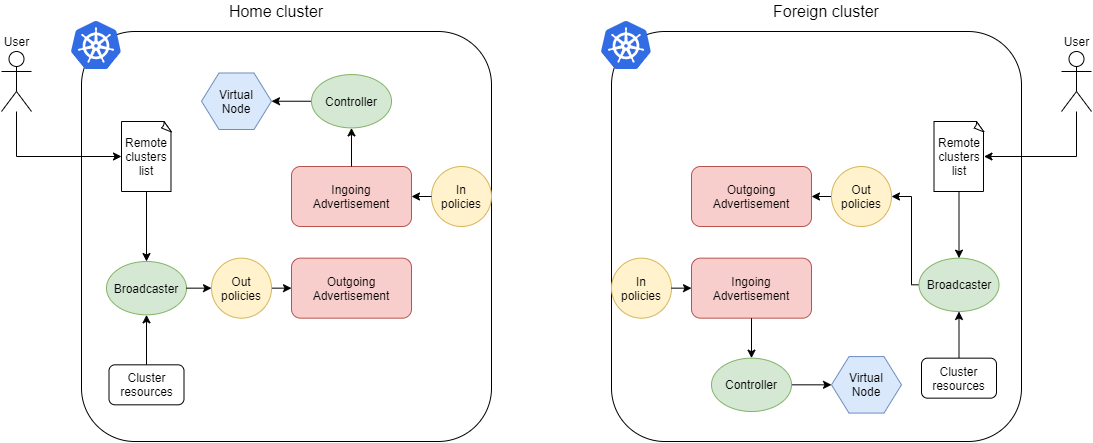 Home cluster
User
Virtual
Node
Controller
Remote
clusters
list
Ingoing
Advertisement
In
policies
Broadcaster
Out
policies
Outgoing
Advertisement
Cluster
resources
Foreign cluster
User
Remote
clusters
list
Outgoing
Advertisement
Out
policies
In
policies
Ingoing
Advertisement
Broadcaster
Controller
Virtual
Node
Cluster
resources